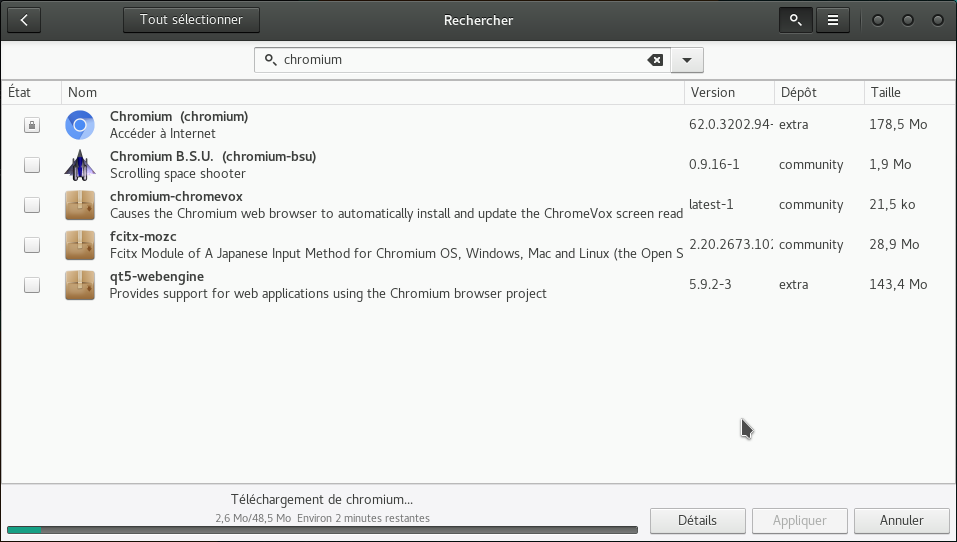 Tout sélectionner
Rechercher
chromium
État Nom Version Dépôt Taille
Chromium (chromium)
Accéder à Internet
62.0.3202.94- extra 178,5 Mo
Chromium B.S.U. (chromium-bsu)
Scrolling space shooter
0.9.16-1 community 1,9 Mo
chromium-chromevox
Causes the Chromium web browser to automatically install and update the ChromeVox screen read
latest-1 community 21,5 ko
fcitx-mozc
Fcitx Module of A Japanese Input Method for Chromium OS, Windows, Mac and Linux (the Open S
2.20.2673.102 community 28,9 Mo
qt5-webengine
Provides support for web applications using the Chromium browser project
5.9.2-3 extra 143,4 Mo
Téléchargement de chromium...
2,6 Mo/48,5 Mo Environ 2 minutes restantes
Détails Appliquer Annuler